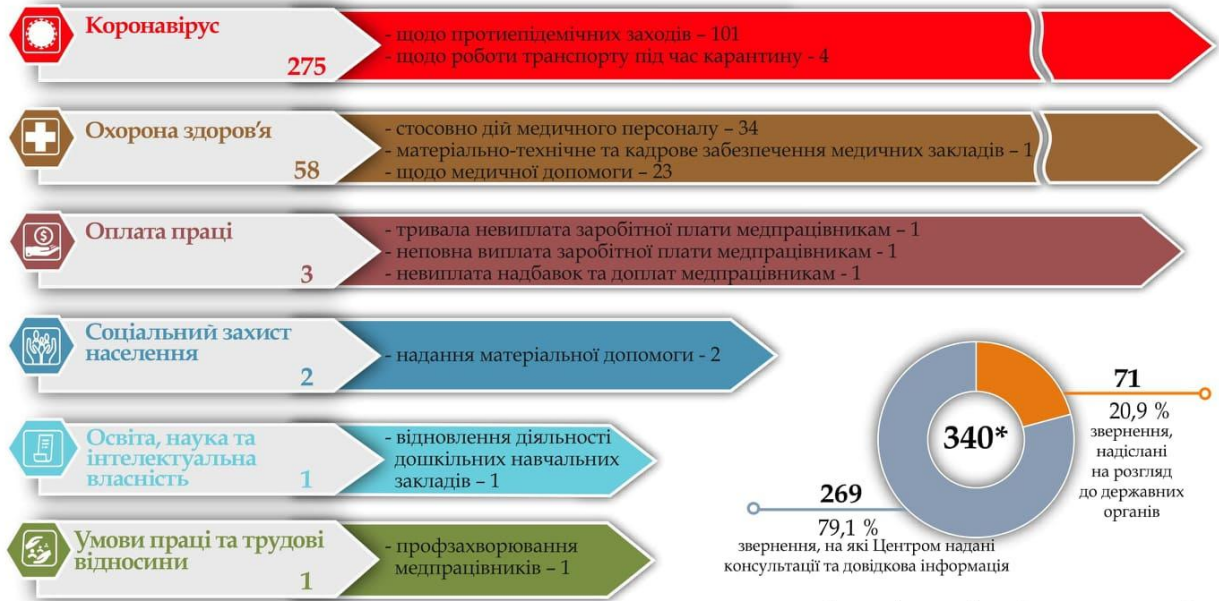 Коронавірус
275
- щодо протиепідемічних заходів – 101
- щодо роботи транспорту під час карантину - 4
Охорона здоров'я
58
- стосовно дій медичного персоналу – 34
- матеріально-технічне та кадрове забезпечення медичних закладів – 1
- щодо медичної допомоги – 23
Оплата праці
3
- тривала невиплата заробітної плати медпрацівникам – 1
- неповна виплата заробітної плати медпрацівникам – 1
- невиплата надбавок та доплат медпрацівникам - 1
Соціальний захист
населення
2
- надання матеріальної допомоги - 2
Освіта, наука та
інтелектуальна
власність
1
- відновлення діяльності
дошкільних навчальних
закладів – 1
Умови праці та трудові
відносини
1
- профзахворювання
медпрацівників – 1
340*
71
20,9 %
звернення,
надіслані
на розгляд
до державних
органів
269
79,1 %
звернення, на які Центром надані
консультації та довідкова інформація